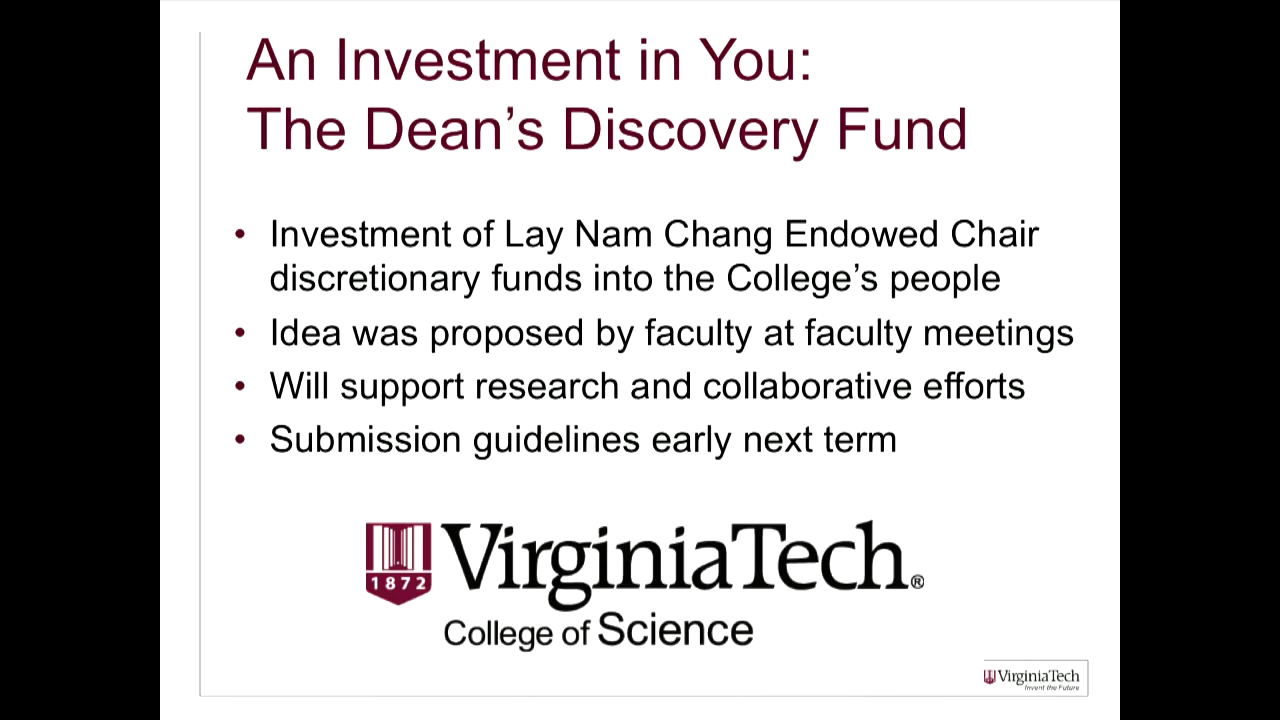 An Investment in You:
The Dean’s Discovery Fund
• Investment of Lay Nam Chang Endowed Chair
discretionary funds into the College’s people
• Idea was proposed by faculty at faculty meetings
• Will support research and collaborative efforts
• Submission guidelines early next term
1872
VirginiaTech®
College of Science
VirginiaTech
Invent the Future